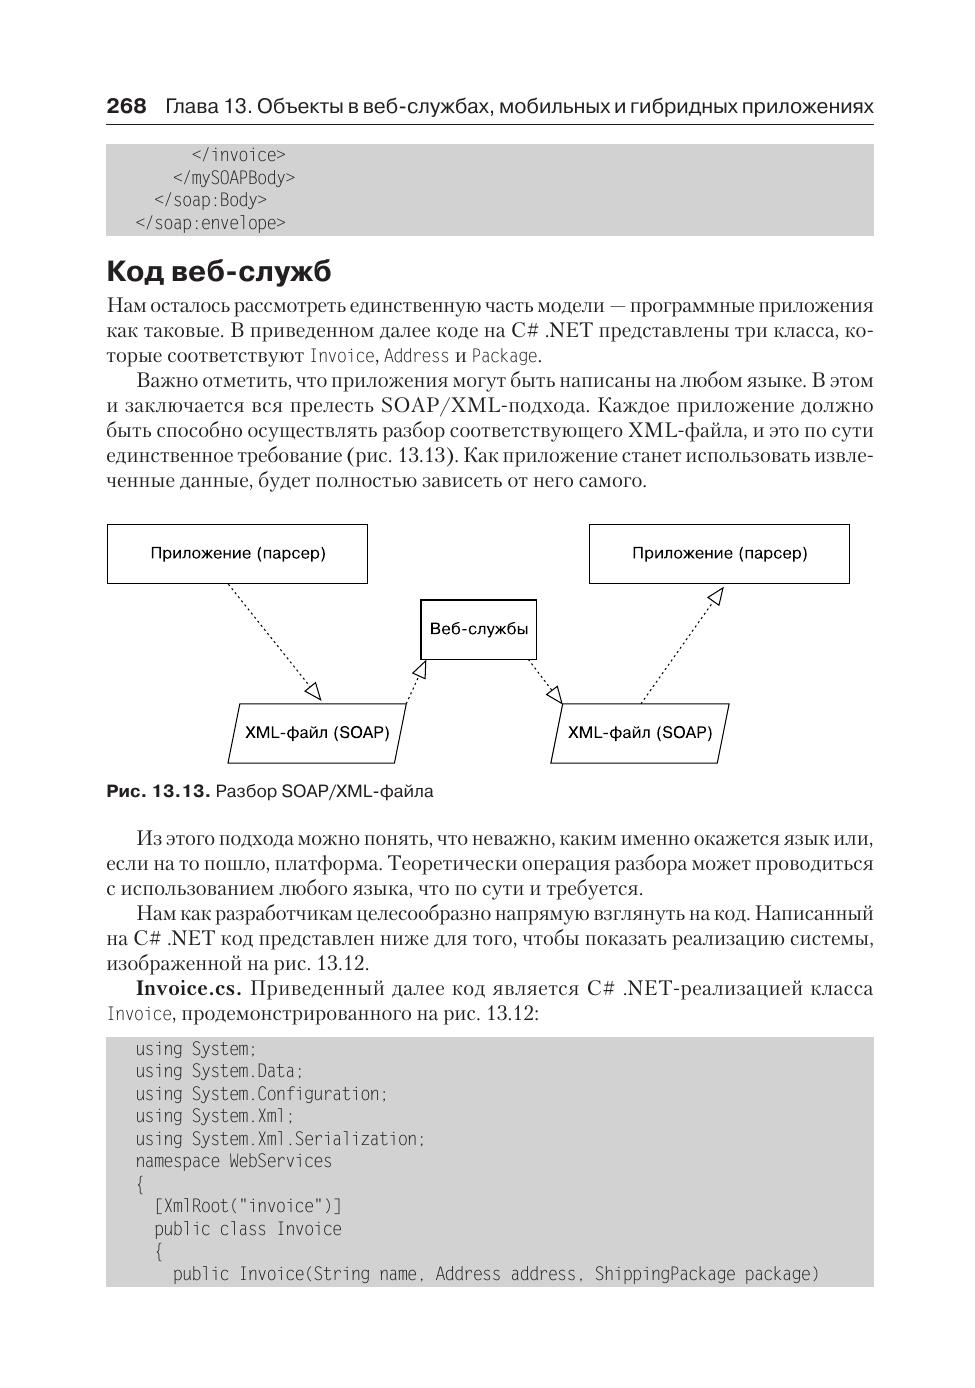 268 Глава 13. Объекты в веб-службах, мобильных и гибридных приложениях
</invoice>
</mySOAPBody>
</soap:Body>
</soap:envelope>
Код веб-служб
Нам осталось рассмотреть единственную часть модели — программные приложения
как таковые. В приведенном далее коде на C# .NET представлены три класса, ко-
торые соответствуют Invoice, Address и Package.
Важно отметить, что приложения могут быть написаны на любом языке. В этом
и заключается вся прелесть SOAP/XML-подхода. Каждое приложение должно
быть способно осуществлять разбор соответствующего XML-файла, и это по сути
единственное требование (рис. 13.13). Как приложение станет использовать извле-
ченные данные, будет полностью зависеть от него самого.
Приложение (парсер)
Приложение (парсер)
Веб-службы
XML-файл (SOAP)
XML-файл (SOAP)
Рис. 13.13. Разбор SOAP/XML-файла
Из этого подхода можно понять, что неважно, каким именно окажется язык или,
если на то пошло, платформа. Теоретически операция разбора может проводиться
с использованием любого языка, что по сути и требуется.
Нам как разработчикам целесообразно напрямую взглянуть на код. Написанный
на C# .NET код представлен ниже для того, чтобы показать реализацию системы,
изображенной на рис. 13.12.
Invoice.cs. Приведенный далее код является C# .NET-реализацией класса
Invoice, продемонстрированного на рис. 13.12:
using System;
using System.Data;
using System.Configuration;
using System.Xml;
using System.Xml.Serialization;
namespace WebServices
{
[XmlRoot("invoice")]
public class Invoice
{
public Invoice(String name, Address address, ShippingPackage package)